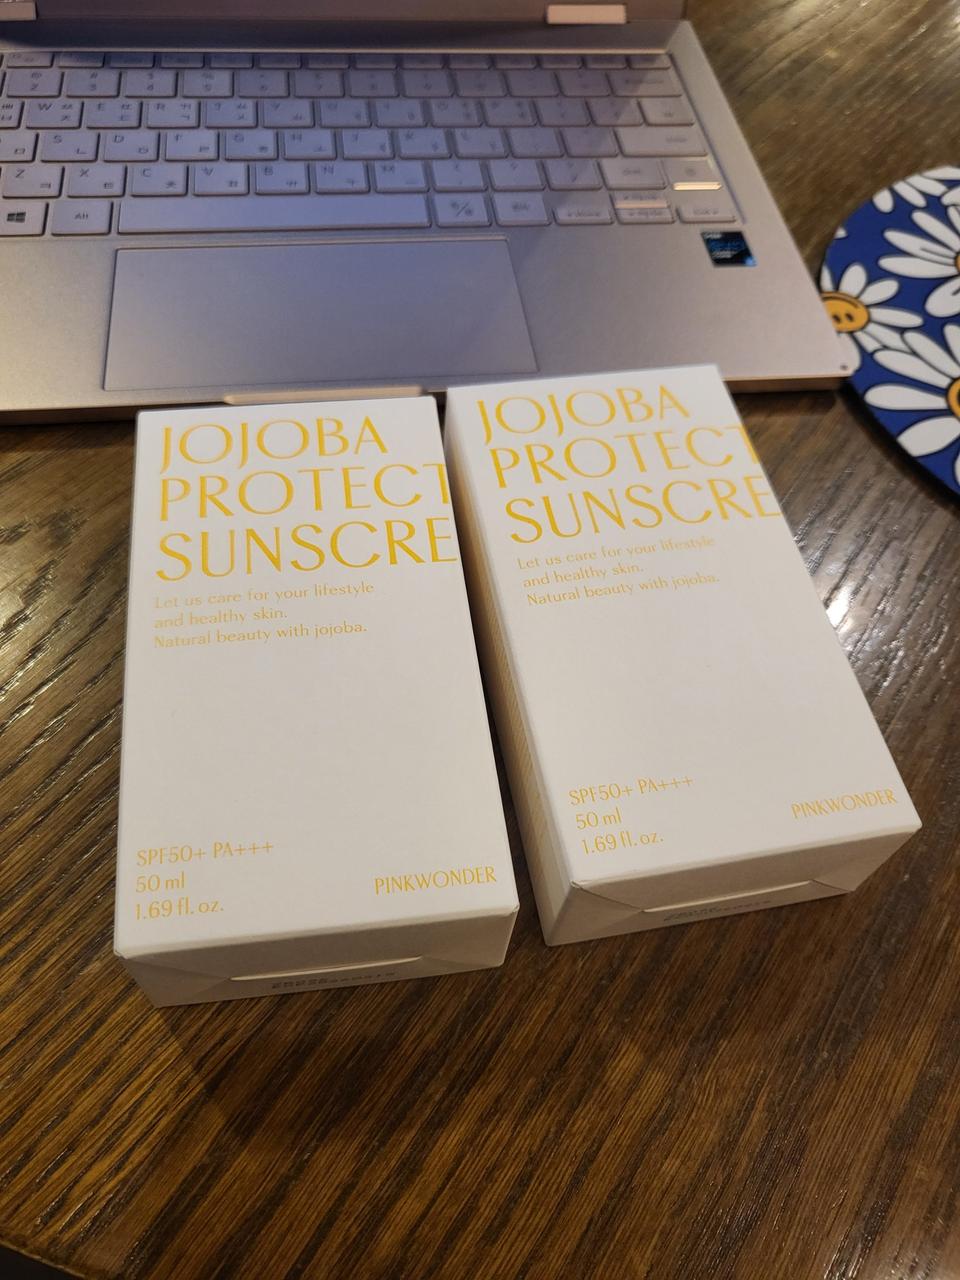 JOJOBA
PROTECT
SUNSCRE
Let us care for your lifestyle
and healthy skin.
Natural beauty with jojoba.
SPF50+ PA+++
50 ml
1.69 fl. oz.
PINKWONDER
JOJOBA
PROTECT
SUNSCRE
Let us care for your lifestyle
and healthy skin.
Natural beauty with jojoba.
SPF50+ PA+++
50 ml
1.69 fl. oz.
PINKWONDER
Alt